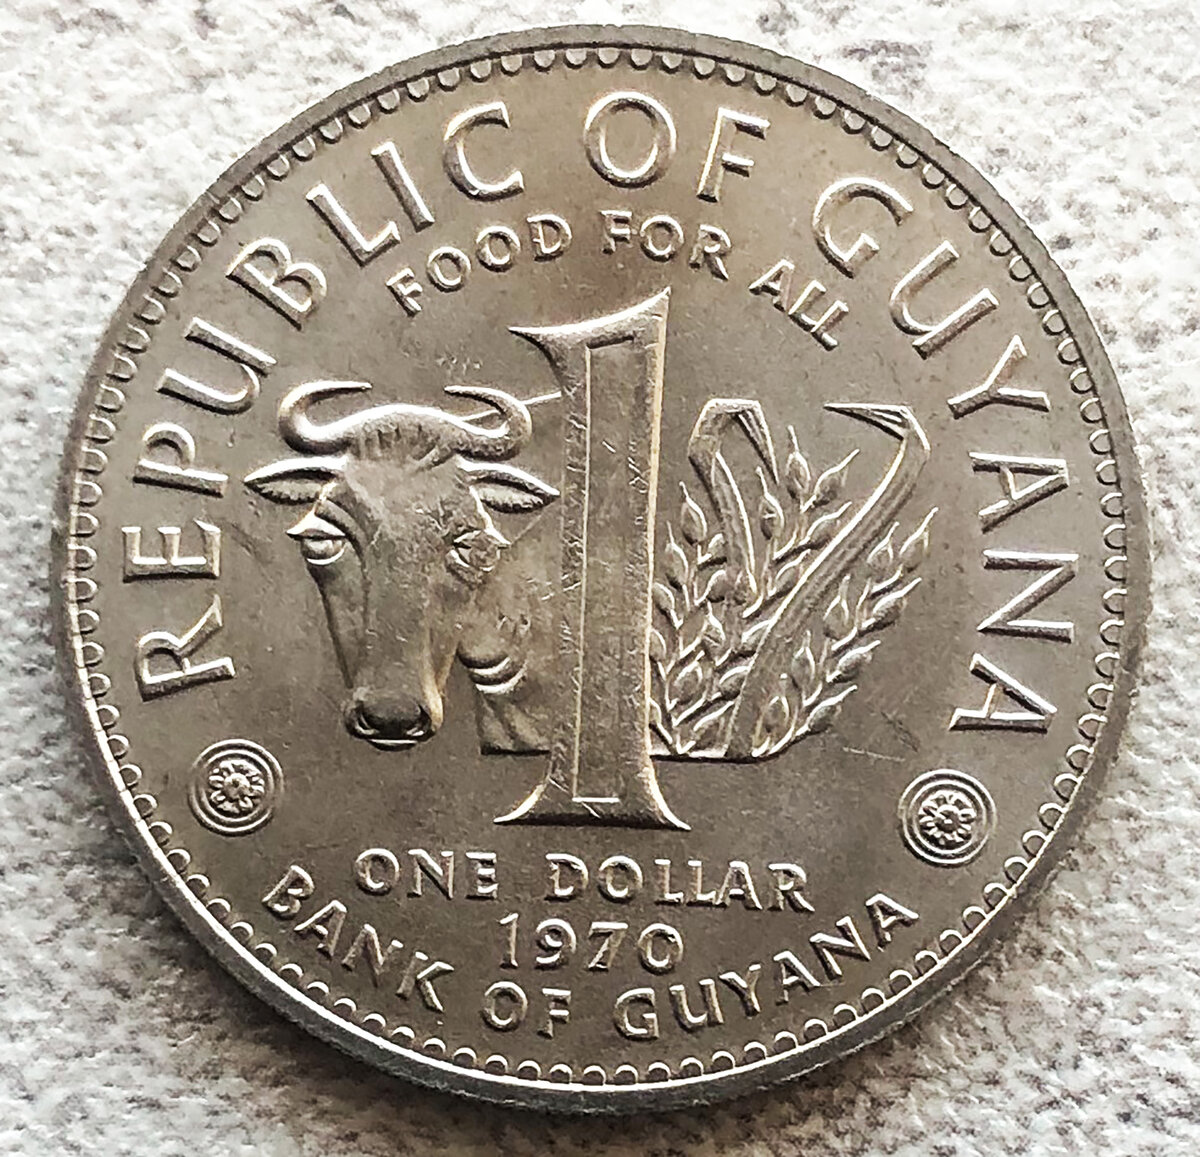 REPUBLIC OF GUYANA
FOOD FOR ALL
1
ONE DOLLAR
1970
BANK OF GUYANA